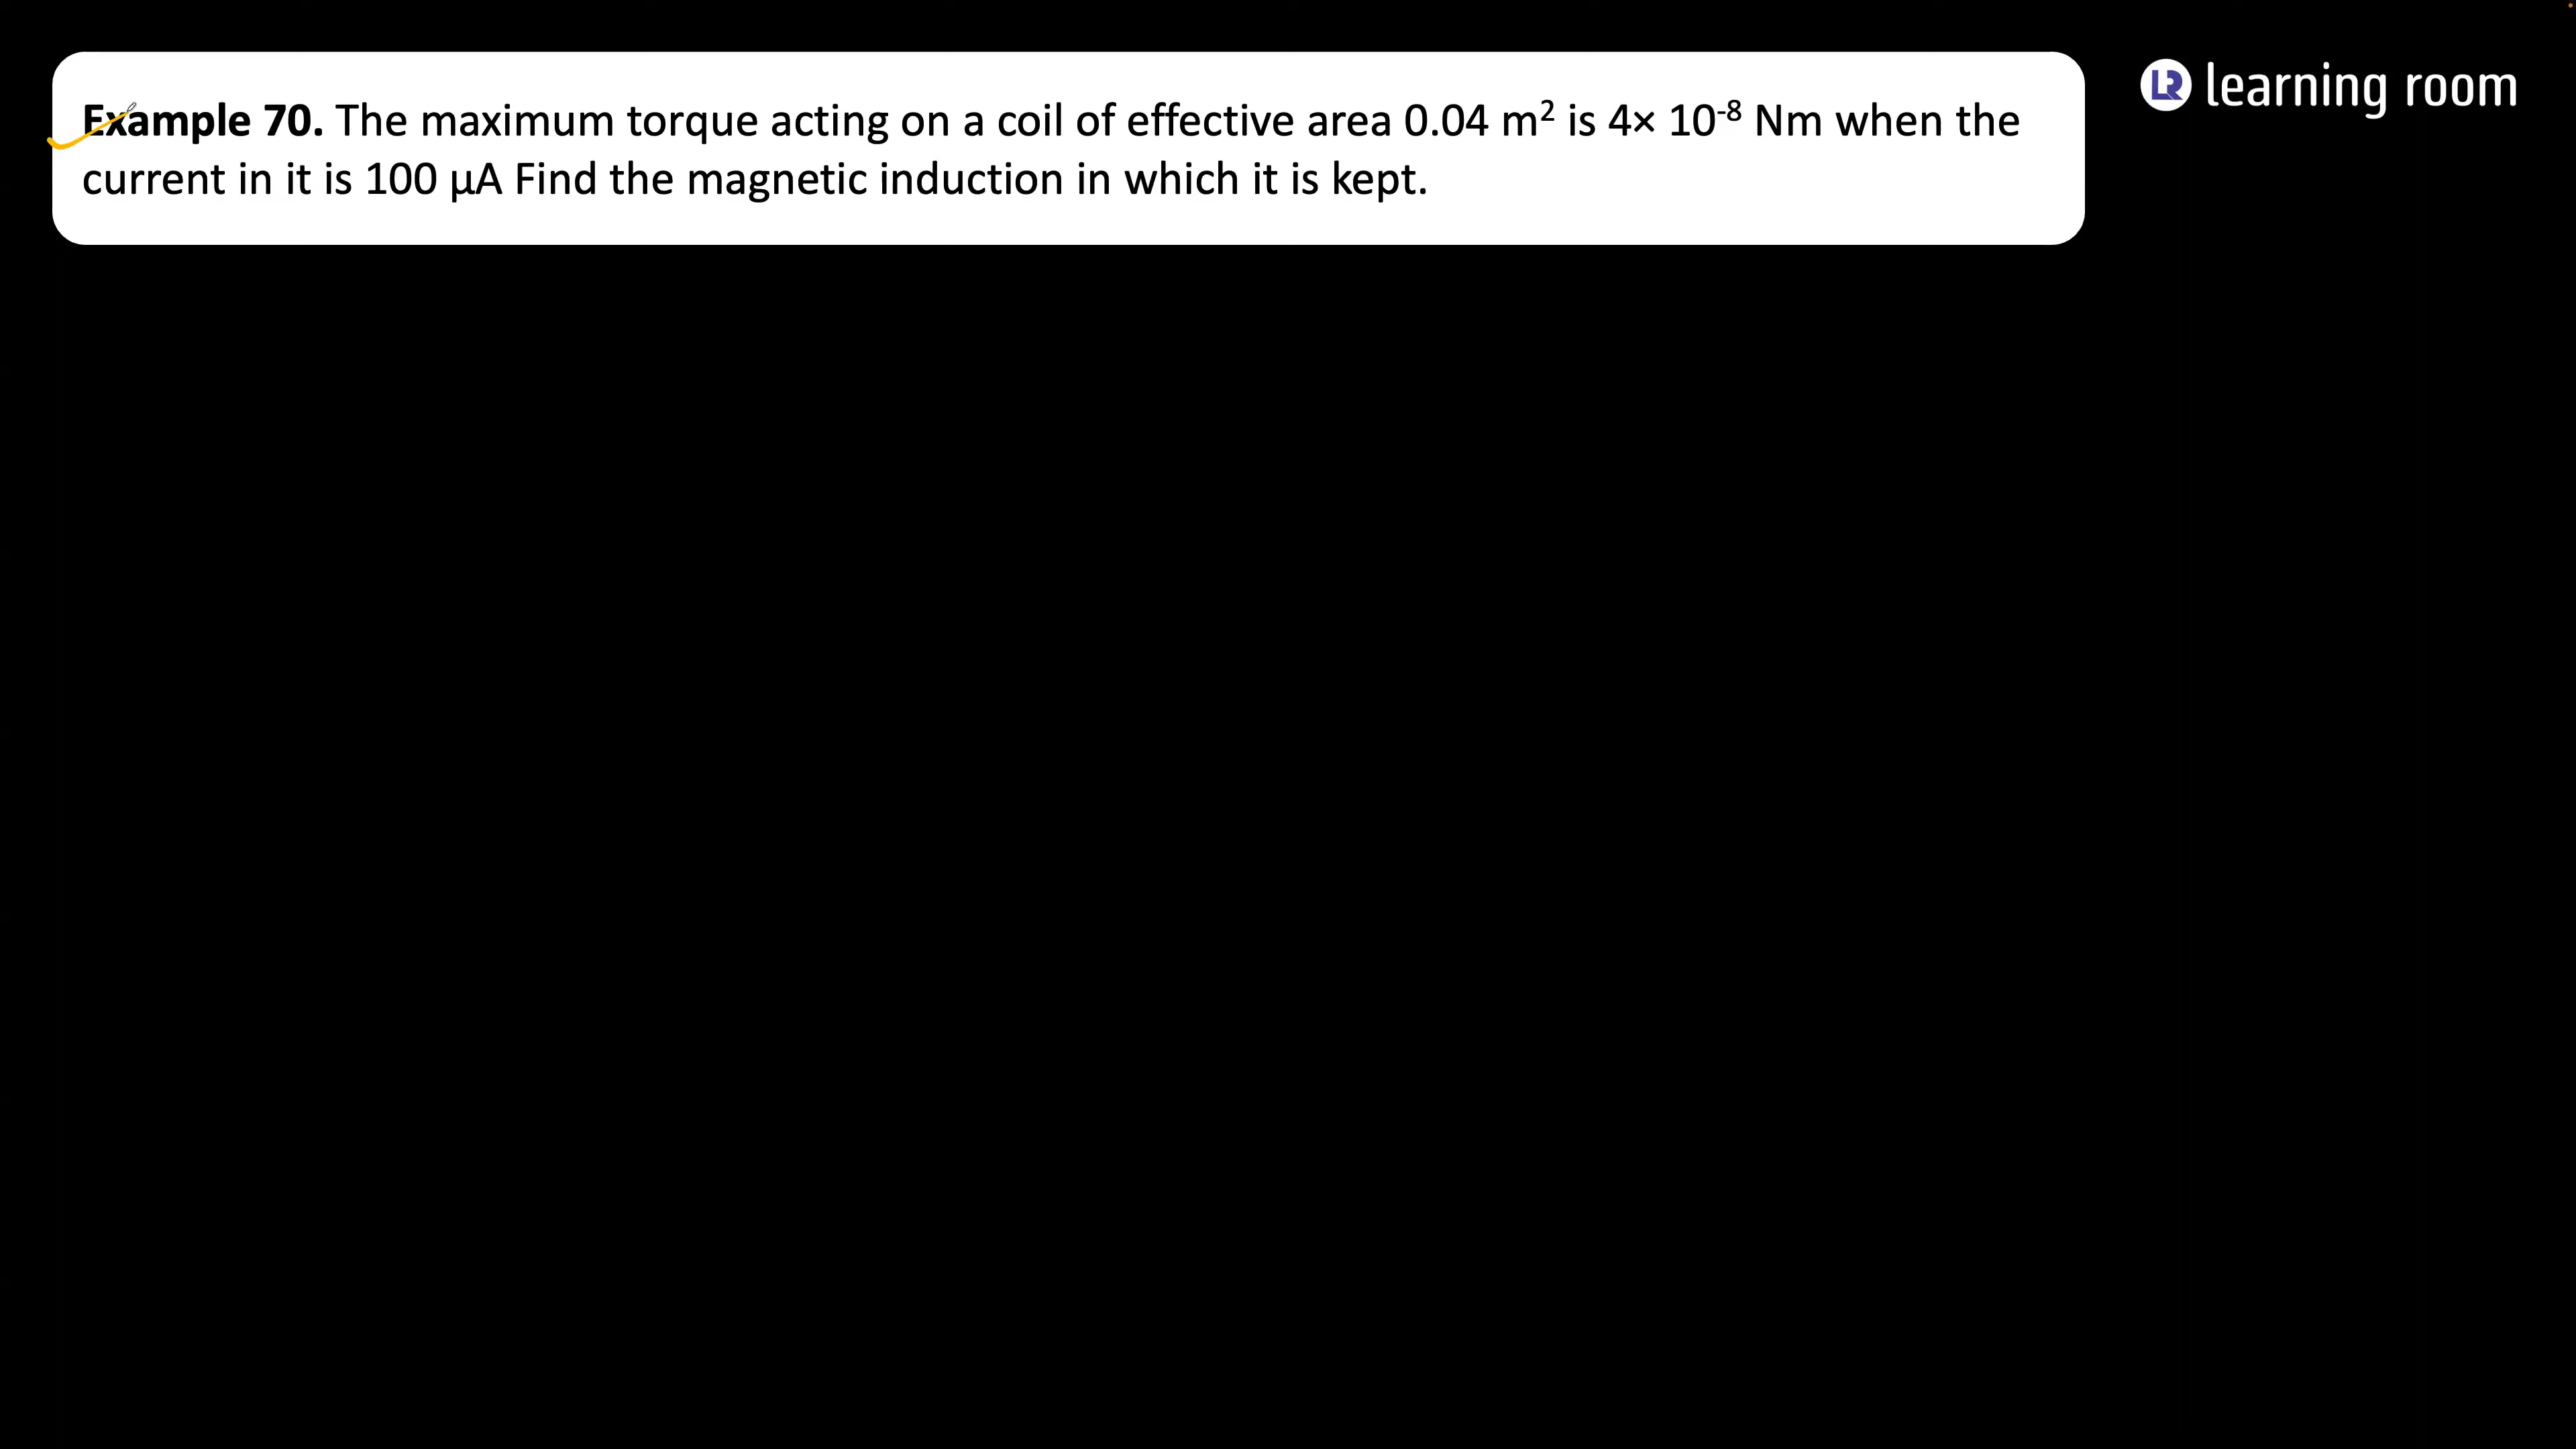 Example 70. The maximum torque acting on a coil of effective area 0.04 m² is 4× 10⁻⁸ Nm when the
current in it is 100 µA Find the magnetic induction in which it is kept.
LR learning room